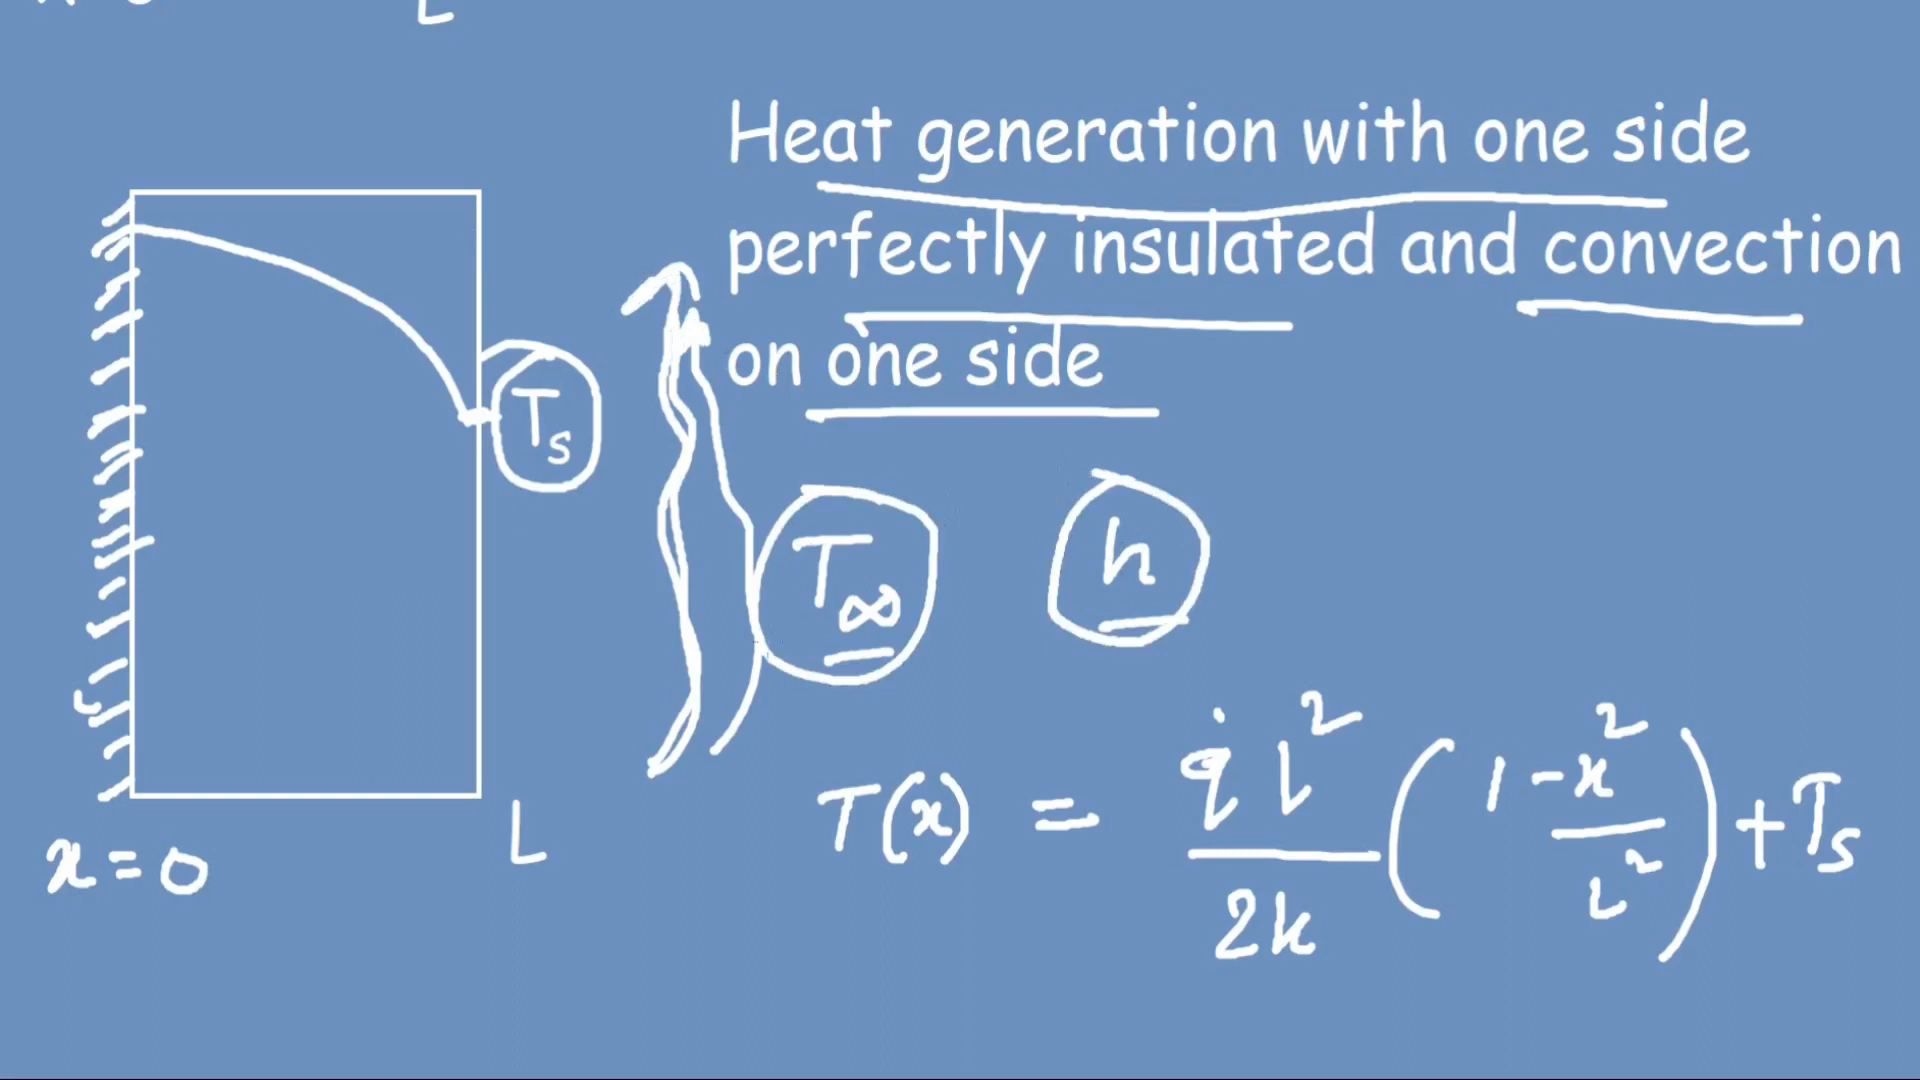 L
Heat generation with one side
perfectly insulated and convection
on one side
Ts
T∞
h
T(x) = q̇L²/2k (1-x²/L²) + Ts
x=0
L